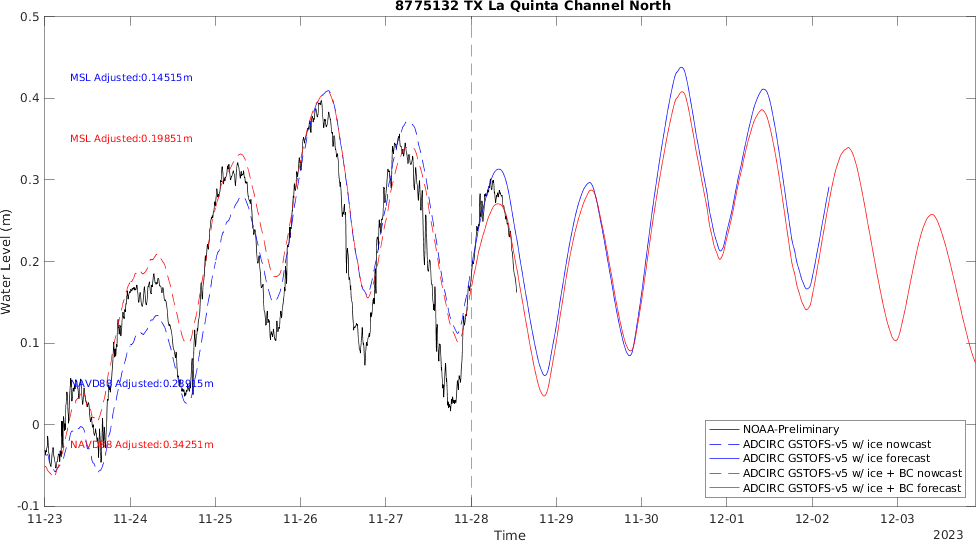 8775132 TX La Quinta Channel North
0.5
MSL Adjusted:0.14515m
0.4
MSL Adjusted:0.19851m
0.3
0.2
Water Level (m)
0.1
NAVD88 Adjusted:0.28915m
0
NAVD88 Adjusted:0.34251m
NOAA-Preliminary
ADCIRC GSTOFS-v5 w/ ice nowcast
ADCIRC GSTOFS-v5 w/ ice forecast
ADCIRC GSTOFS-v5 w/ ice + BC nowcast
ADCIRC GSTOFS-v5 w/ ice + BC forecast
-0.1
11-23 11-24 11-25 11-26 11-27 11-28 11-29 11-30 12-01 12-02 12-03
Time
2023